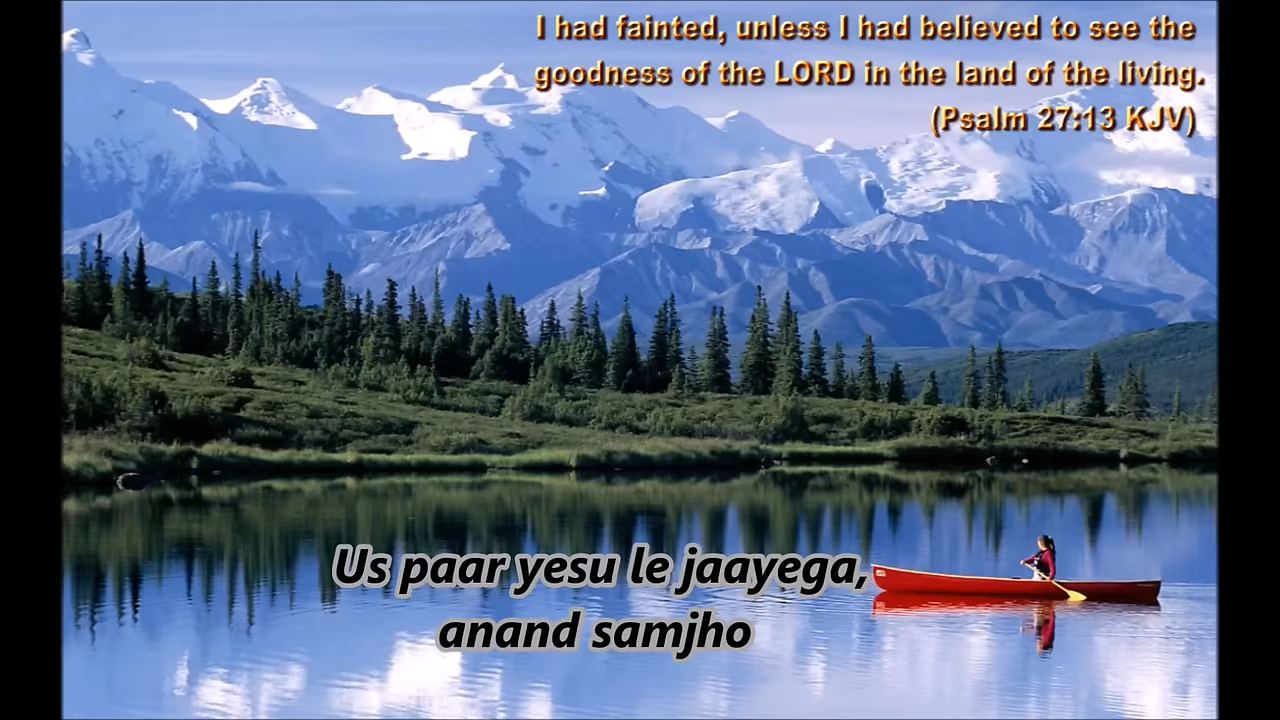 I had fainted, unless I had believed to see the
goodness of the LORD in the land of the living.
(Psalm 27:13 KJV)
Us paar yesu le jaayega,
anand samjho